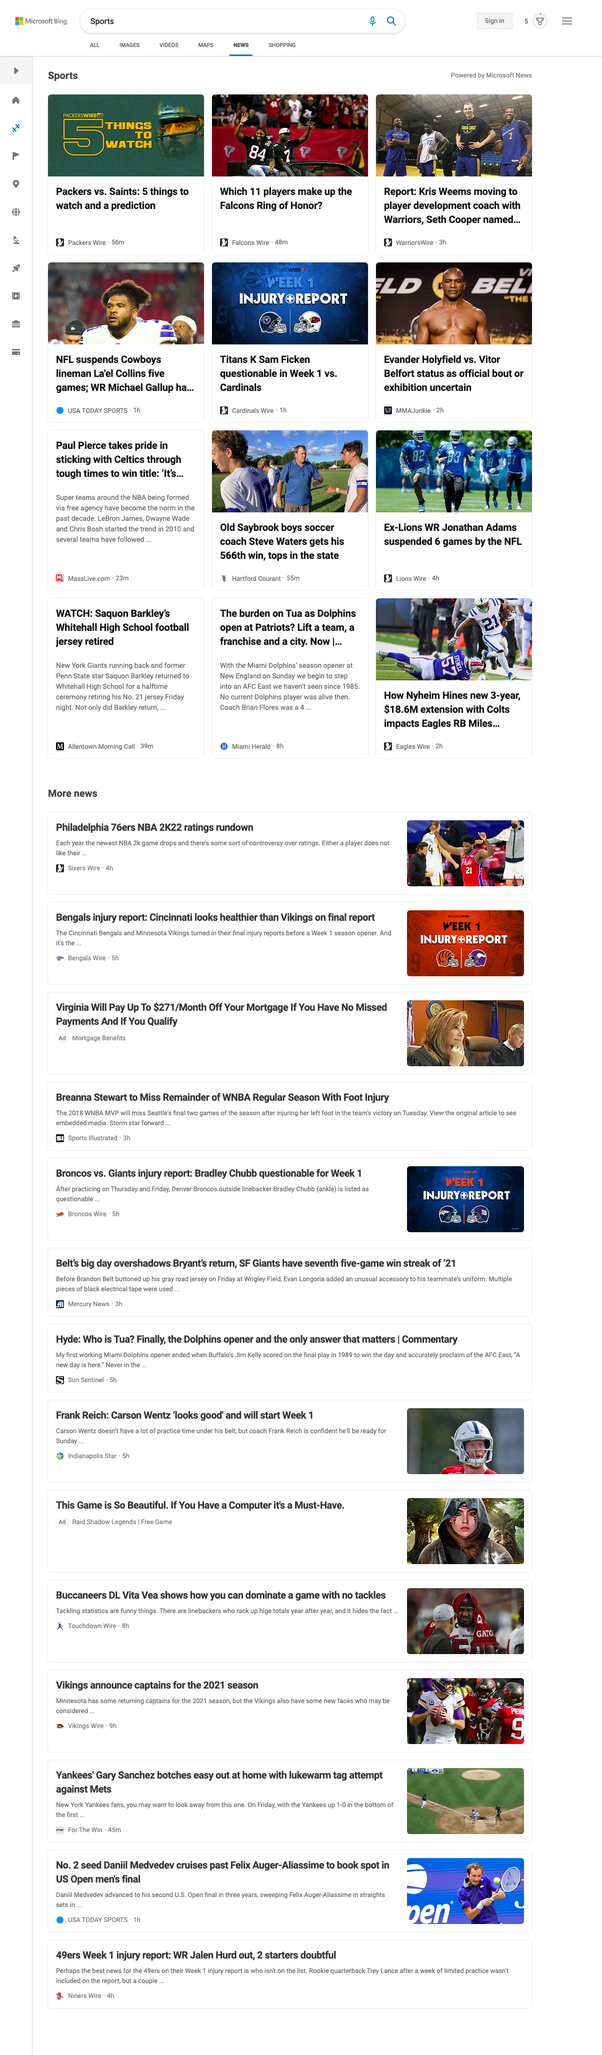 Microsoft Bing
Sports
Sign in
5
ALL IMAGES VIDEOS MAPS NEWS SHOPPING
Sports
Powered by Microsoft News
PACKERSWIRE
5 THINGS
TO
WATCH
Packers vs. Saints: 5 things to
watch and a prediction
Packers Wire · 56m
84
Which 11 players make up the
Falcons Ring of Honor?
Falcons Wire · 48m
Report: Kris Weems moving to
player development coach with
Warriors, Seth Cooper named...
WarriorsWire · 3h
NFL suspends Cowboys
lineman La'el Collins five
games; WR Michael Gallup ha...
USA TODAY SPORTS · 1h
WEEK 1
INJURY+REPORT
Titans K Sam Ficken
questionable in Week 1 vs.
Cardinals
Cardinals Wire · 1h
ELD
BEL
"THE
Evander Holyfield vs. Vitor
Belfort status as official bout or
exhibition uncertain
MMAJunkie · 2h
Paul Pierce takes pride in
sticking with Celtics through
tough times to win title: 'It's...
Super teams around the NBA being formed
via free agency have become the norm in the
past decade. LeBron James, Dwayne Wade
and Chris Bosh started the trend in 2010 and
several teams have followed ...
MassLive.com · 23m
Old Saybrook boys soccer
coach Steve Waters gets his
566th win, tops in the state
Hartford Courant · 55m
82
83
Ex-Lions WR Jonathan Adams
suspended 6 games by the NFL
Lions Wire · 4h
WATCH: Saquon Barkley's
Whitehall High School football
jersey retired
New York Giants running back and former
Penn State star Saquon Barkley returned to
Whitehall High School for a halftime
ceremony retiring his No. 21 jersey Friday
night. Not only did Barkley return, ...
Allentown Morning Call · 39m
The burden on Tua as Dolphins
open at Patriots? Lift a team, a
franchise and a city. Now |...
With the Miami Dolphins' season opener at
New England on Sunday we begin to step
into an AFC East we haven't seen since 1985.
No current Dolphins player was alive then.
Coach Brian Flores was a 4 ...
Miami Herald · 8h
21
How Nyheim Hines new 3-year,
$18.6M extension with Colts
impacts Eagles RB Miles...
Eagles Wire · 2h
More news
Philadelphia 76ers NBA 2K22 ratings rundown
Each year the newest NBA 2k game drops and there's some sort of controversy over ratings. Either a player does not
like their ...
Sixers Wire · 4h
21
Bengals injury report: Cincinnati looks healthier than Vikings on final report
The Cincinnati Bengals and Minnesota Vikings turned in their final injury reports before a Week 1 season opener. And
it's the ...
Bengals Wire · 5h
WEEK 1
INJURY+REPORT
Virginia Will Pay Up To $271/Month Off Your Mortgage If You Have No Missed
Payments And If You Qualify
Ad Mortgage Benefits
Breanna Stewart to Miss Remainder of WNBA Regular Season With Foot Injury
The 2018 WNBA MVP will miss Seattle's final two games of the season after injuring her left foot in the team's victory on Tuesday. View the original article to see
embedded media. Storm star forward ...
Sports Illustrated · 3h
Broncos vs. Giants injury report: Bradley Chubb questionable for Week 1
After practicing on Thursday and Friday, Denver Broncos outside linebacker Bradley Chubb (ankle) is listed as
questionable ...
Broncos Wire · 5h
WEEK 1
INJURY+REPORT
Belt's big day overshadows Bryant's return, SF Giants have seventh five-game win streak of '21
Before Brandon Belt buttoned up his gray road jersey on Friday at Wrigley Field, Evan Longoria added an unusual accessory to his teammate's uniform. Multiple
pieces of black electrical tape were used ...
Mercury News · 3h
Hyde: Who is Tua? Finally, the Dolphins opener and the only answer that matters | Commentary
My first working Miami Dolphins opener ended when Buffalo's Jim Kelly scored on the final play in 1989 to win the day and accurately proclaim of the AFC East, "A
new day is here." Never in the ...
Sun Sentinel · 5h
Frank Reich: Carson Wentz 'looks good' and will start Week 1
Carson Wentz doesn't have a lot of practice time under his belt, but coach Frank Reich is confident he'll be ready for
Sunday ...
Indianapolis Star · 5h
This Game is So Beautiful. If You Have a Computer it's a Must-Have.
Ad Raid Shadow Legends | Free Game
Buccaneers DL Vita Vea shows how you can dominate a game with no tackles
Tackling statistics are funny things. There are linebackers who rack up hige totals year after year, and it hides the fact ...
Touchdown Wire · 8h
GATO
Vikings announce captains for the 2021 season
Minnesota has some returning captains for the 2021 season, but the Vikings also have some new faces who may be
considered ...
Vikings Wire · 9h
9
Yankees' Gary Sanchez botches easy out at home with lukewarm tag attempt
against Mets
New York Yankees fans, you may want to look away from this one. On Friday, with the Yankees up 1-0 in the bottom of
the first ...
For The Win · 45m
No. 2 seed Daniil Medvedev cruises past Felix Auger-Aliassime to book spot in
US Open men's final
Daniil Medvedev advanced to his second U.S. Open final in three years, sweeping Felix Auger-Aliassime in straights
sets in ...
USA TODAY SPORTS · 1h
pen
49ers Week 1 injury report: WR Jalen Hurd out, 2 starters doubtful
Perhaps the best news for the 49ers on their Week 1 injury report is who isn't on the list. Rookie quarterback Trey Lance after a week of limited practice wasn't
included on the report, but a couple ...
Niners Wire · 4h